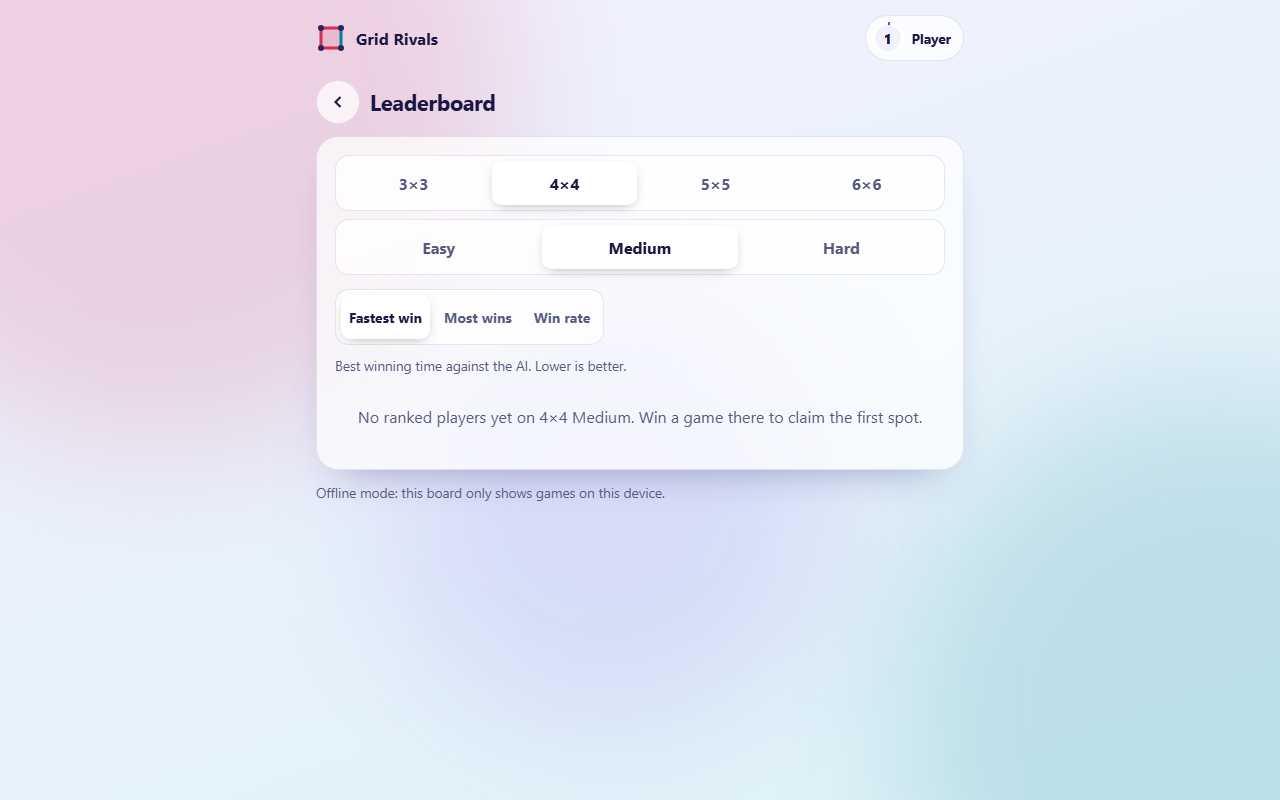 Grid Rivals
1 Player
Leaderboard
3×3 4×4 5×5 6×6
Easy Medium Hard
Fastest win Most wins Win rate
Best winning time against the AI. Lower is better.
No ranked players yet on 4×4 Medium. Win a game there to claim the first spot.
Offline mode: this board only shows games on this device.